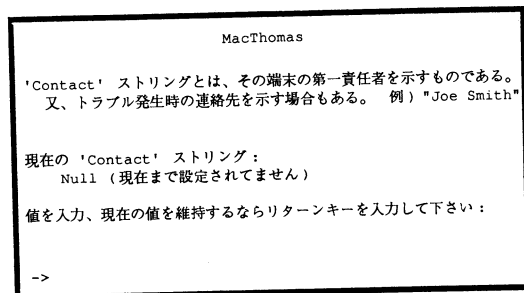 MacThomas
'Contact' ストリングとは、その端末の第一責任者を示すものである。
又、トラブル発生時の連絡先を示す場合もある。 例)"Joe Smith"
現在の 'Contact' ストリング:
Null (現在まで設定されてません)
値を入力、現在の値を維持するならリターンキーを入力して下さい:
->